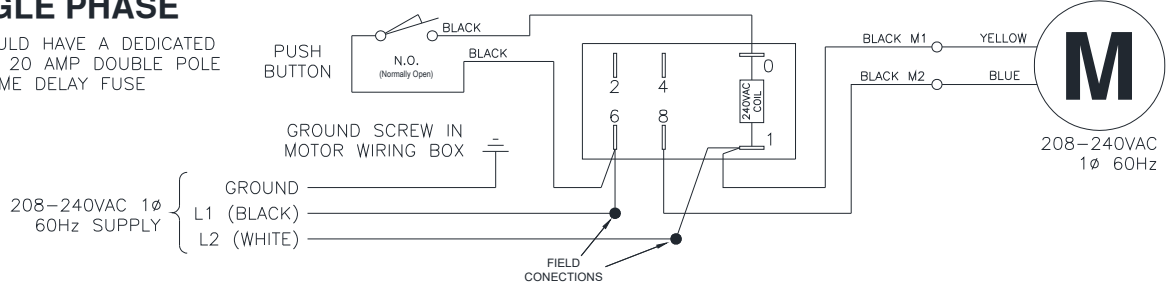 GLE PHASE
ULD HAVE A DEDICATED
20 AMP DOUBLE POLE
ME DELAY FUSE
PUSH
BUTTON
N.O.
(Normally Open)
BLACK
BLACK
2
4
0
240VAC
COIL
6
8
1
BLACK M1
YELLOW
BLACK M2
BLUE
M
208-240VAC
1ø 60Hz
GROUND SCREW IN
MOTOR WIRING BOX
208-240VAC 1ø
60Hz SUPPLY
GROUND
L1 (BLACK)
L2 (WHITE)
FIELD
CONECTIONS